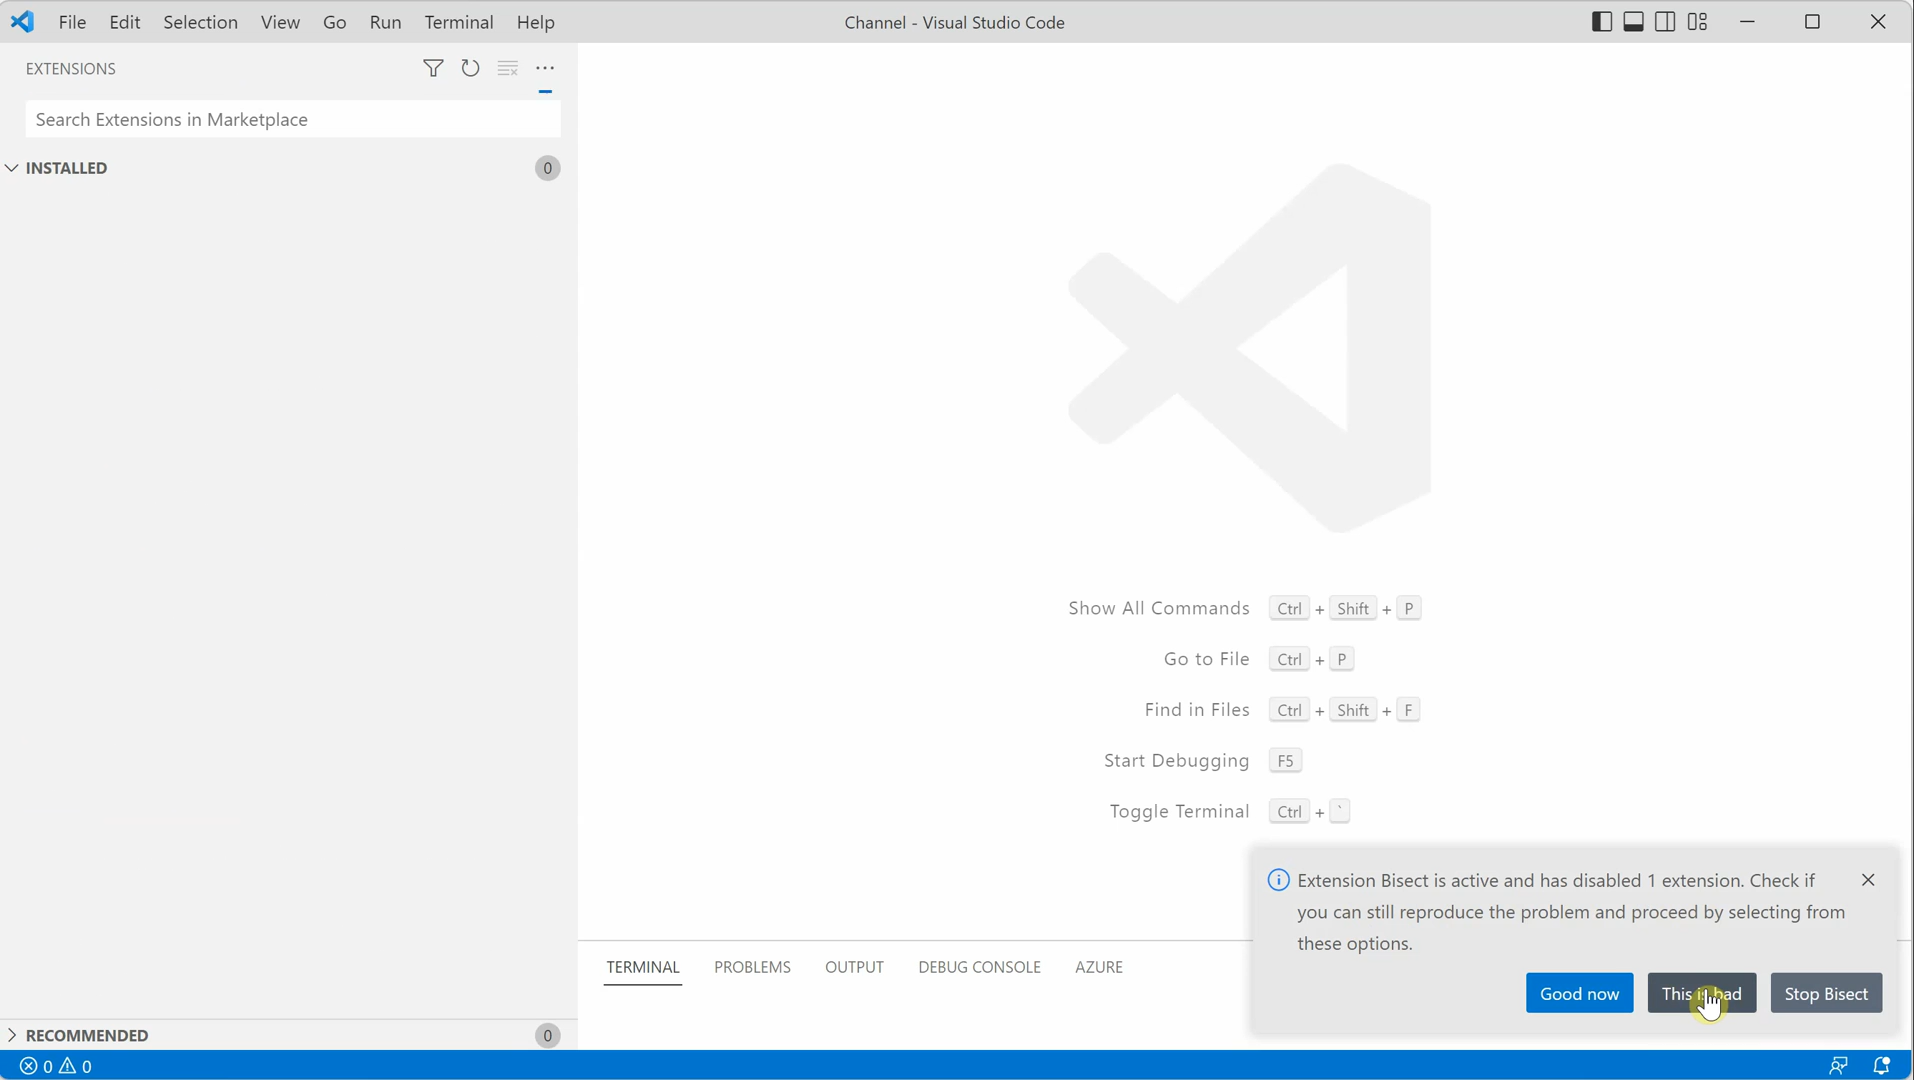 File Edit Selection View Go Run Terminal Help Channel - Visual Studio Code
EXTENSIONS
Search Extensions in Marketplace
INSTALLED 0
Show All Commands Ctrl + Shift + P
Go to File Ctrl + P
Find in Files Ctrl + Shift + F
Start Debugging F5
Toggle Terminal Ctrl + `
Extension Bisect is active and has disabled 1 extension. Check if
you can still reproduce the problem and proceed by selecting from
these options.
TERMINAL PROBLEMS OUTPUT DEBUG CONSOLE AZURE
Good now This is bad Stop Bisect
RECOMMENDED 0
0 0